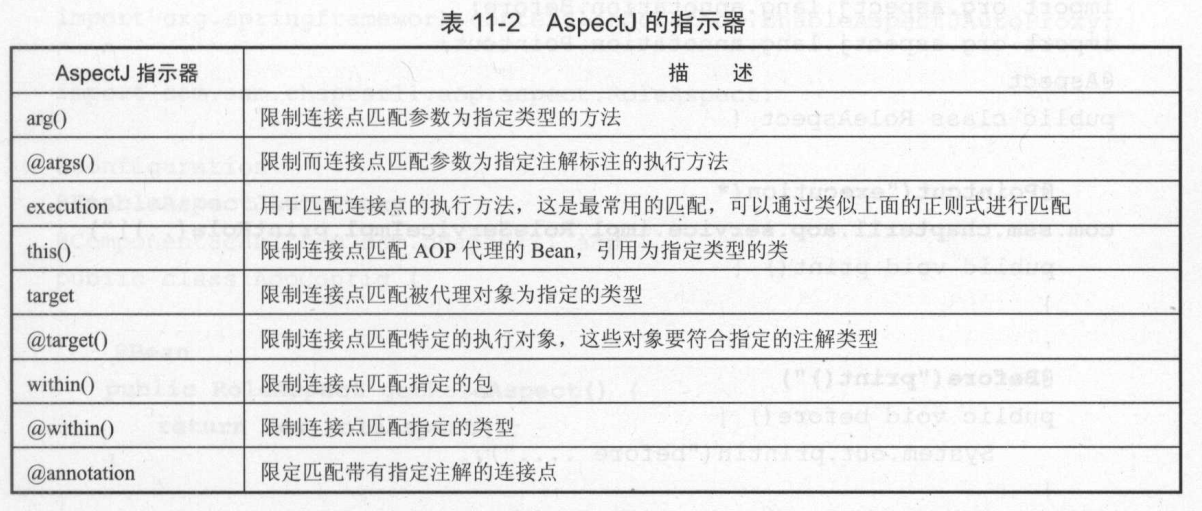 表 11-2 AspectJ 的指示器
AspectJ 指示器 描 述
arg() 限制连接点匹配参数为指定类型的方法
@args() 限制而连接点匹配参数为指定注解标注的执行方法
execution 用于匹配连接点的执行方法，这是最常用的匹配，可以通过类似上面的正则式进行匹配
this() 限制连接点匹配 AOP 代理的 Bean，引用为指定类型的类
target 限制连接点匹配被代理对象为指定的类型
@target() 限制连接点匹配特定的执行对象，这些对象要符合指定的注解类型
within() 限制连接点匹配指定的包
@within() 限制连接点匹配指定的类型
@annotation 限定匹配带有指定注解的连接点